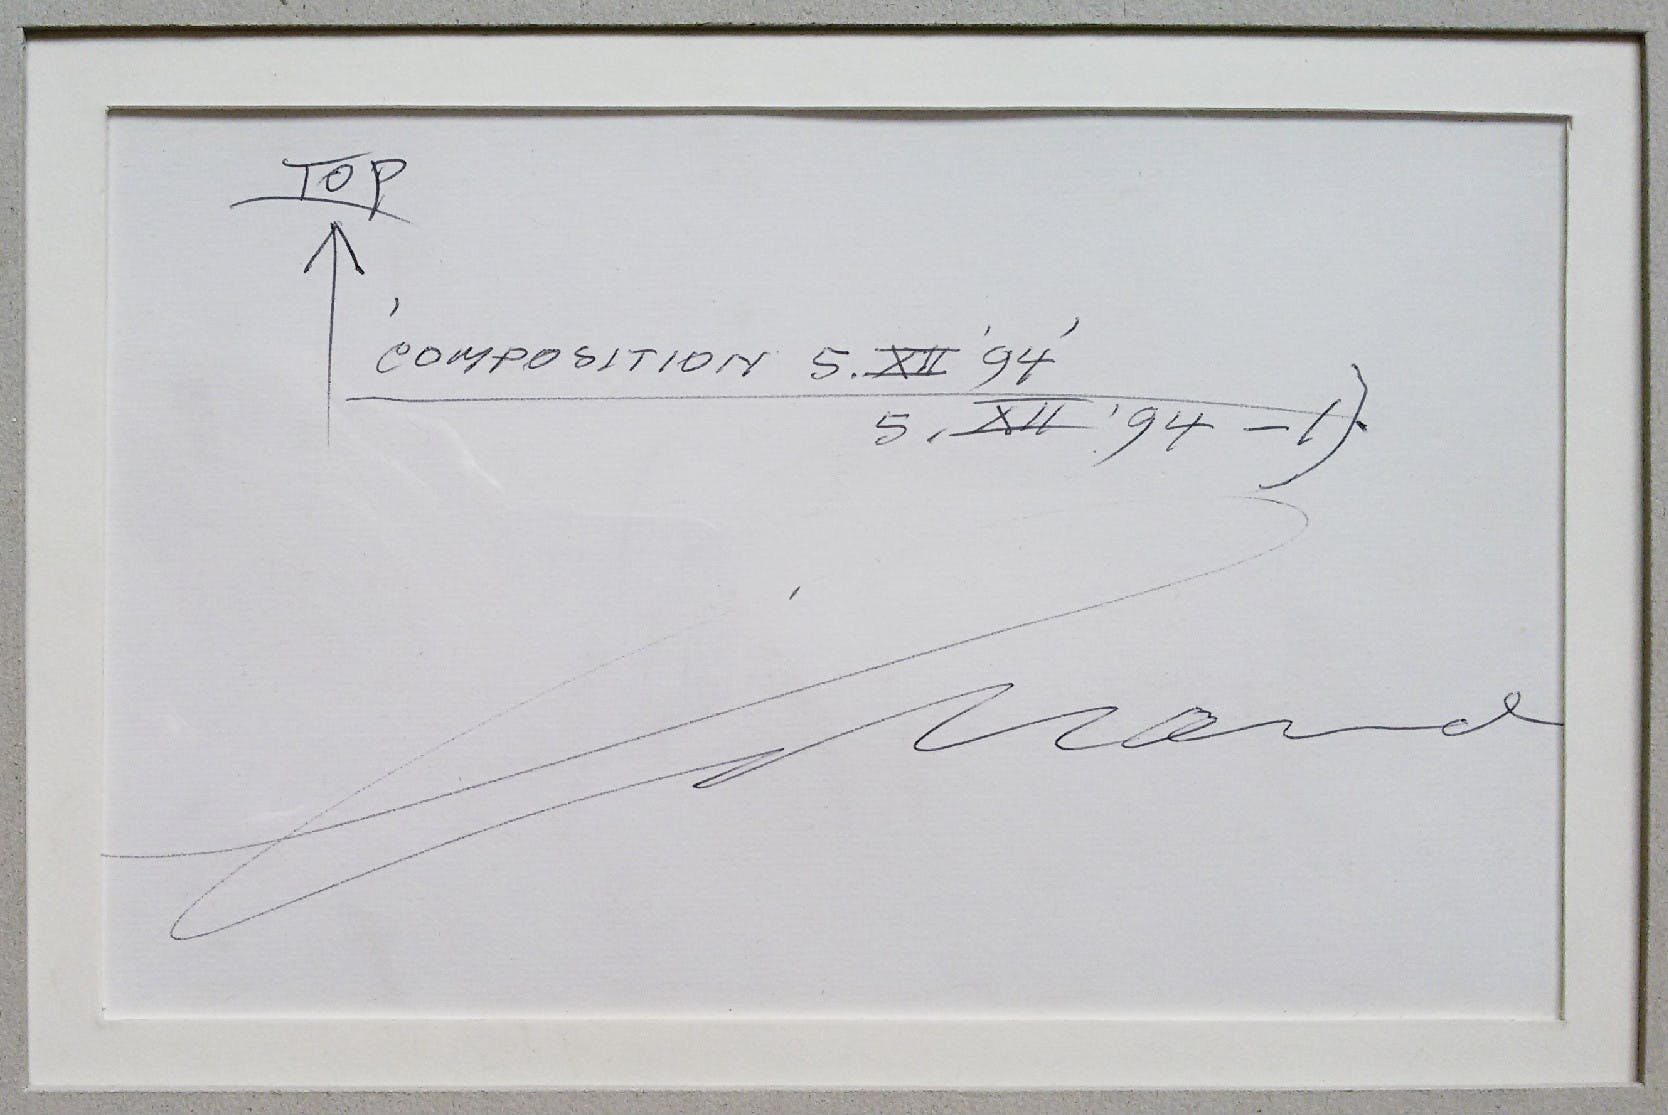 TOP
'COMPOSITION 5.XII '94'
5.XII '94 -1)